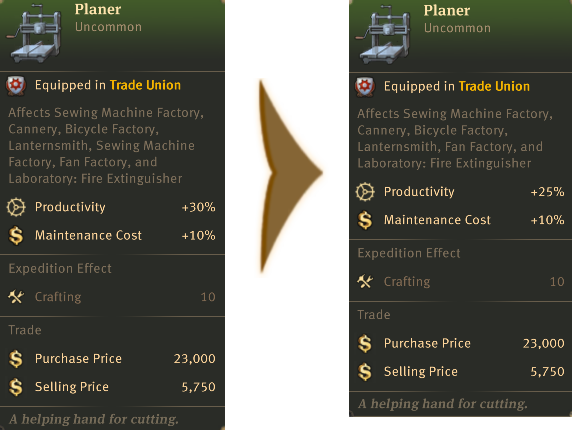 Planer
Uncommon
Equipped in Trade Union
Affects Sewing Machine Factory,
Cannery, Bicycle Factory,
Lanternsmith, Sewing Machine
Factory, Fan Factory, and
Laboratory: Fire Extinguisher
Productivity +30%
Maintenance Cost +10%
Expedition Effect
Crafting 10
Trade
Purchase Price 23,000
Selling Price 5,750
A helping hand for cutting.
Planer
Uncommon
Equipped in Trade Union
Affects Sewing Machine Factory,
Cannery, Bicycle Factory,
Lanternsmith, Fan Factory, and
Laboratory: Fire Extinguisher
Productivity +25%
Maintenance Cost +10%
Expedition Effect
Crafting 10
Trade
Purchase Price 23,000
Selling Price 5,750
A helping hand for cutting.